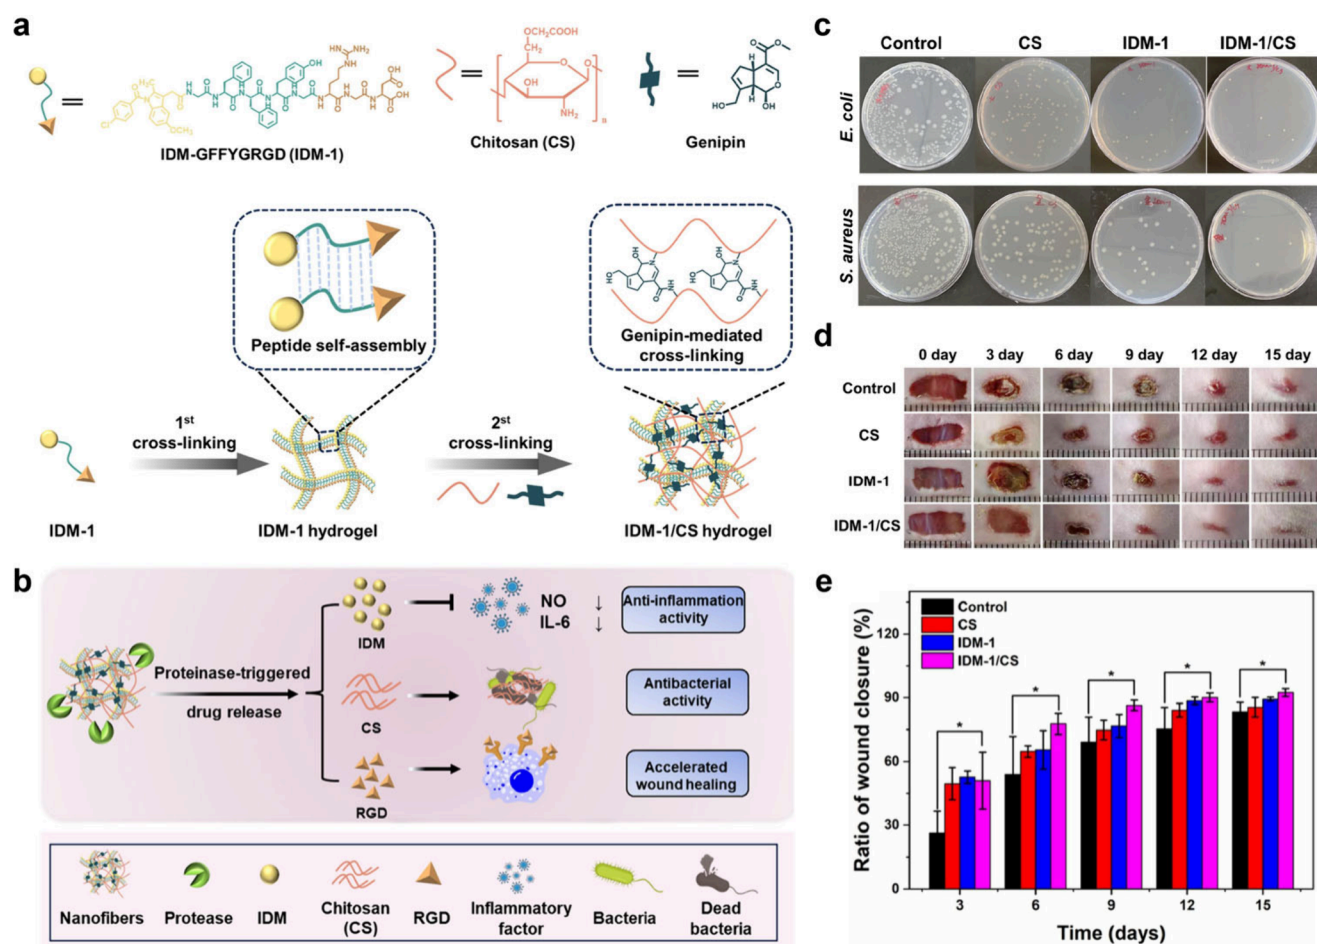 a
IDM-GFFYGRGD (IDM-1)
OCH₂COOH
CH₂
O
OH
NH₂
n
Chitosan (CS)
Genipin
Peptide self-assembly
Genipin-mediated
cross-linking
1st
cross-linking
2st
cross-linking
IDM-1
IDM-1 hydrogel
IDM-1/CS hydrogel
b
Proteinase-triggered
drug release
IDM
CS
RGD
NO ↓
IL-6 ↓
Anti-inflammation
activity
Antibacterial
activity
Accelerated
wound healing
Nanofibers
Protease
IDM
Chitosan
(CS)
RGD
Inflammatory
factor
Bacteria
Dead
bacteria
c
Control CS IDM-1 IDM-1/CS
E. coli
S. aureus
d
0 day 3 day 6 day 9 day 12 day 15 day
Control
CS
IDM-1
IDM-1/CS
e
Ratio of wound closure (%)
120
90
60
30
0
Control
CS
IDM-1
IDM-1/CS
* * * * *
3 6 9 12 15
Time (days)